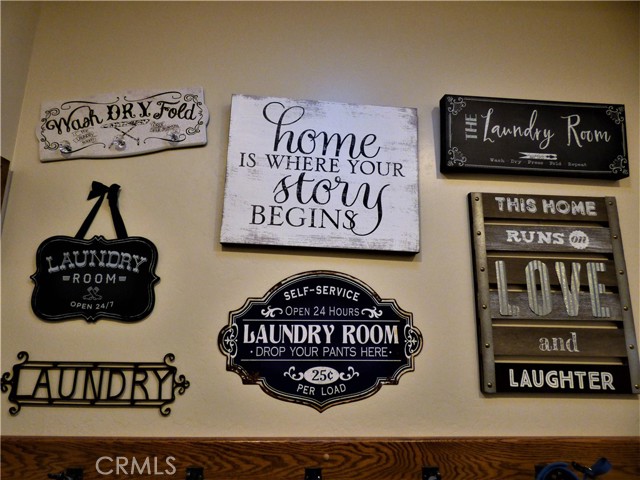 Wash DRY Fold
home
IS WHERE YOUR
story
BEGINS
THE Laundry Room
Wash · Dry · Press · Fold · Repeat
LAUNDRY
ROOM
OPEN 24/7
SELF-SERVICE
OPEN 24 HOURS
LAUNDRY ROOM
· DROP YOUR PANTS HERE ·
25¢
PER LOAD
THIS HOME
RUNS on
LOVE
and
LAUGHTER
LAUNDRY
CRMLS